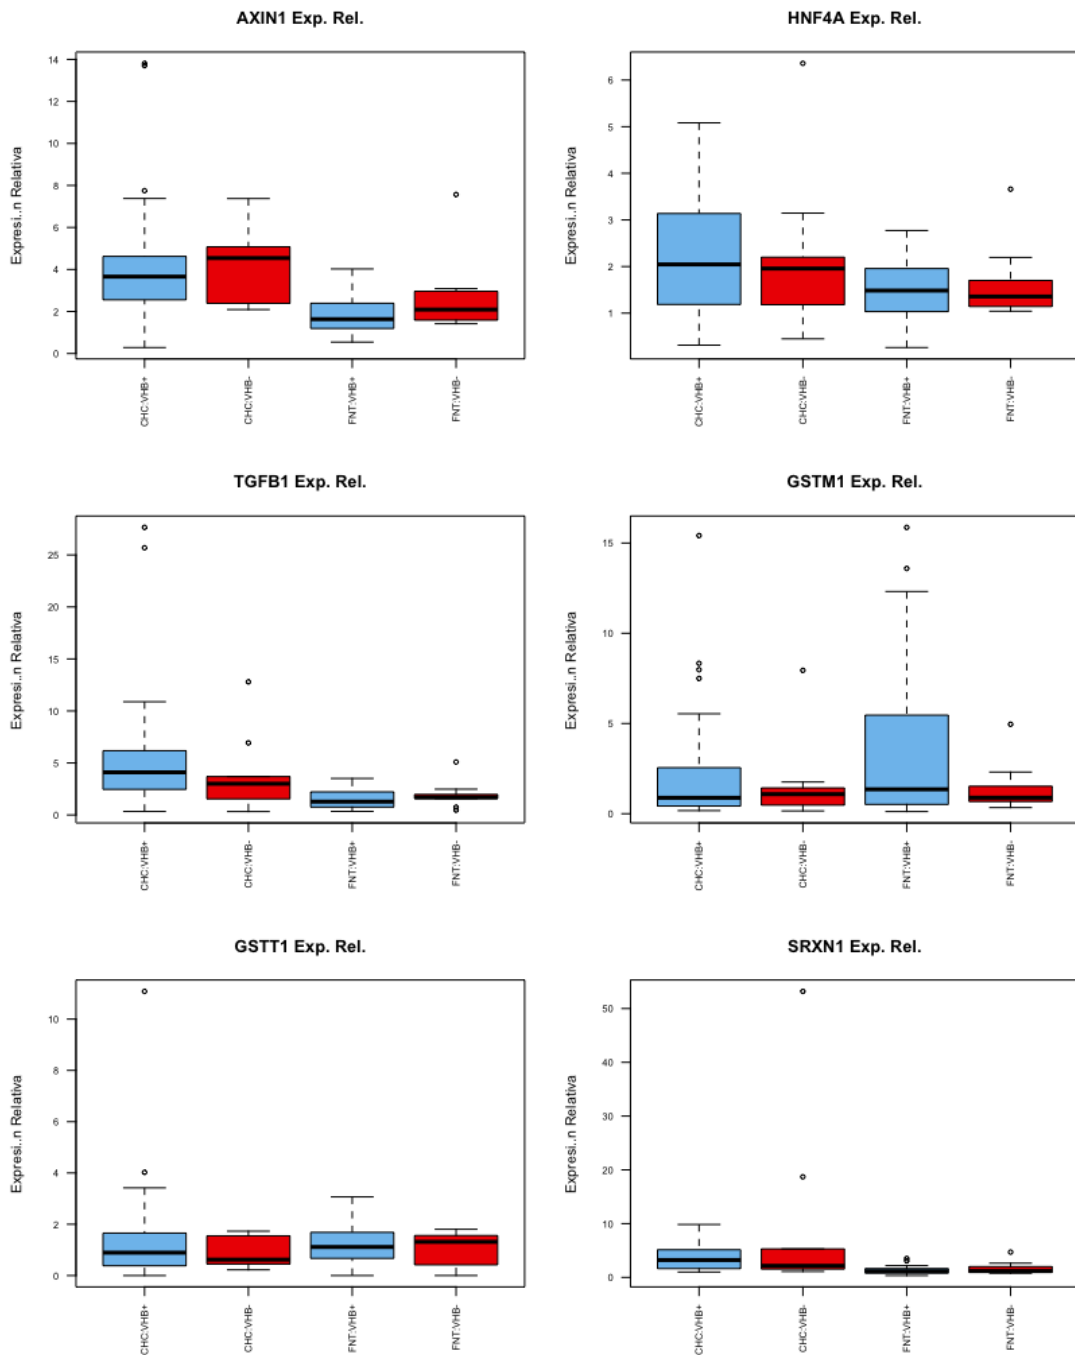 AXIN1 Exp. Rel.
Expresi..n Relativa
14
12
10
8
6
4
2
0
CHC:VHB+
CHC:VHB-
FNT:VHB+
FNT:VHB-
HNF4A Exp. Rel.
Expresi..n Relativa
6
5
4
3
2
1
CHC:VHB+
CHC:VHB-
FNT:VHB+
FNT:VHB-
TGFB1 Exp. Rel.
Expresi..n Relativa
25
20
15
10
5
0
CHC:VHB+
CHC:VHB-
FNT:VHB+
FNT:VHB-
GSTM1 Exp. Rel.
Expresi..n Relativa
15
10
5
0
CHC:VHB+
CHC:VHB-
FNT:VHB+
FNT:VHB-
GSTT1 Exp. Rel.
Expresi..n Relativa
10
8
6
4
2
0
CHC:VHB+
CHC:VHB-
FNT:VHB+
FNT:VHB-
SRXN1 Exp. Rel.
Expresi..n Relativa
50
40
30
20
10
0
CHC:VHB+
CHC:VHB-
FNT:VHB+
FNT:VHB-